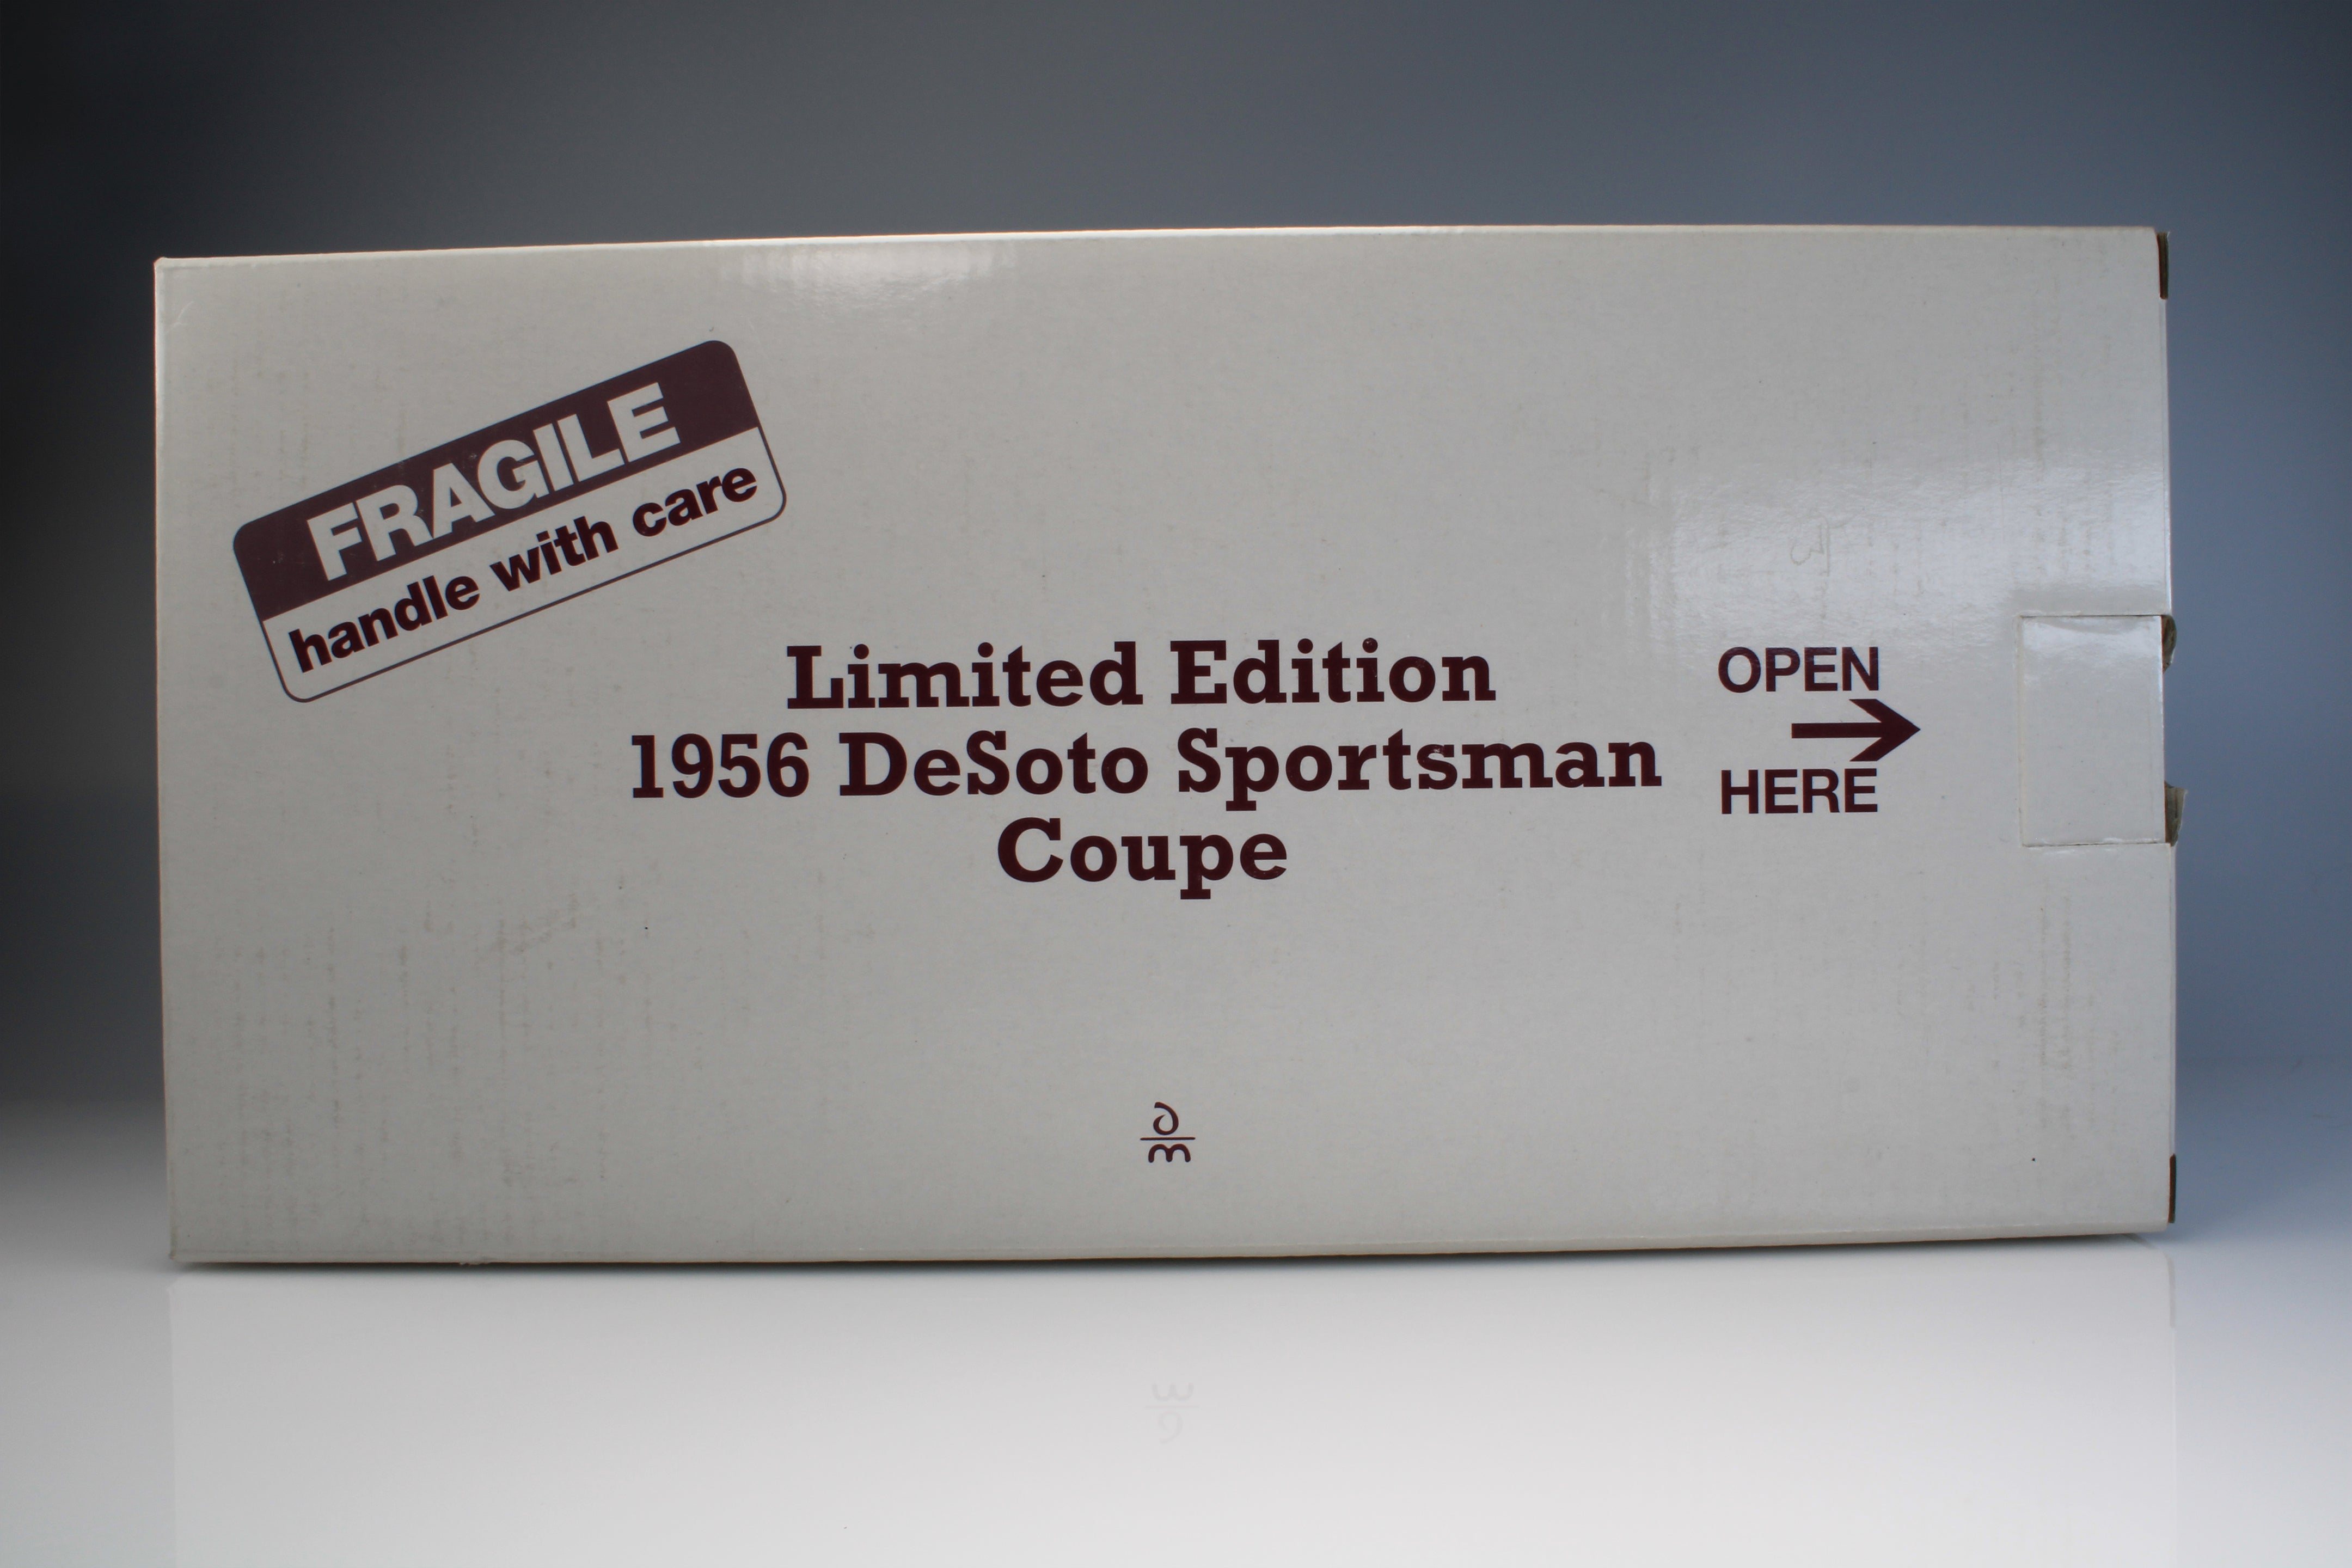 FRAGILE
handle with care
Limited Edition
1956 DeSoto Sportsman
Coupe
OPEN
HERE